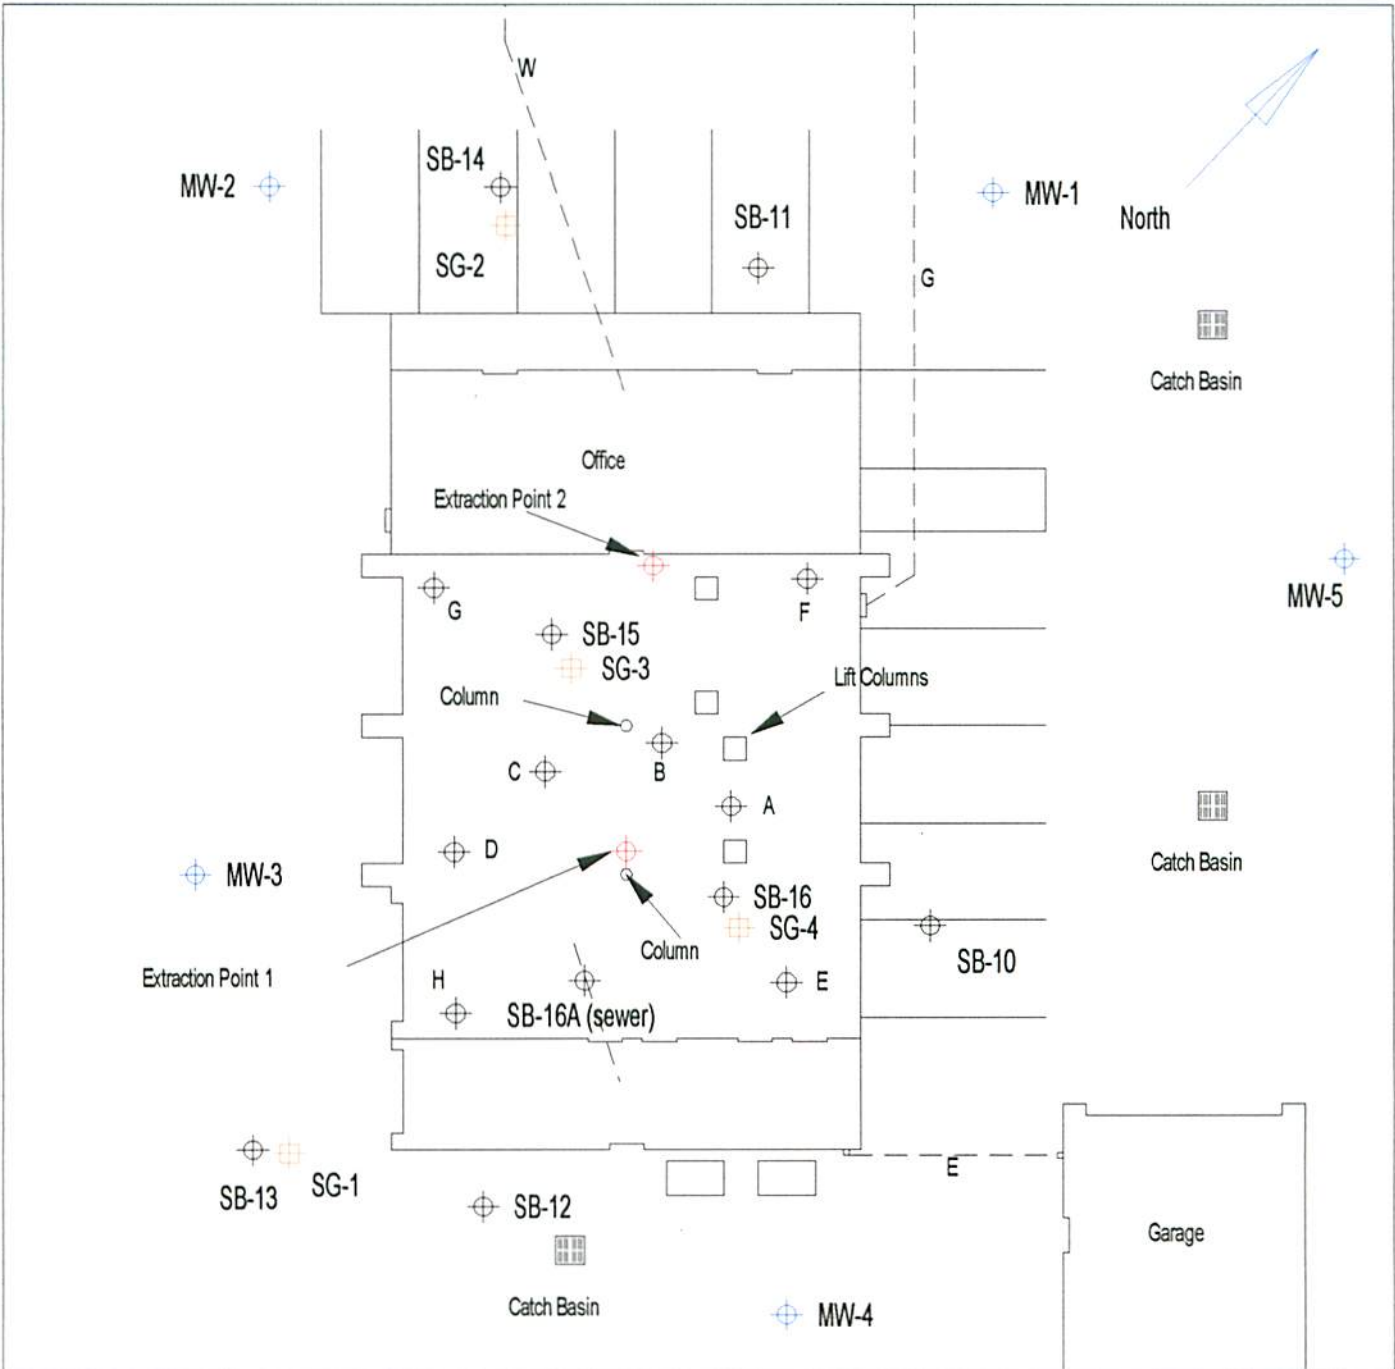 W
SB-14
MW-2
MW-1
SB-11
North
SG-2
G
Catch Basin
Office
Extraction Point 2
MW-5
G
F
SB-15
SG-3
Lift Columns
Column
C
B
A
D
Catch Basin
MW-3
SB-16
SG-4
Column
SB-10
Extraction Point 1
H
E
SB-16A (sewer)
E
SG-1
SB-13
SB-12
Garage
Catch Basin
MW-4